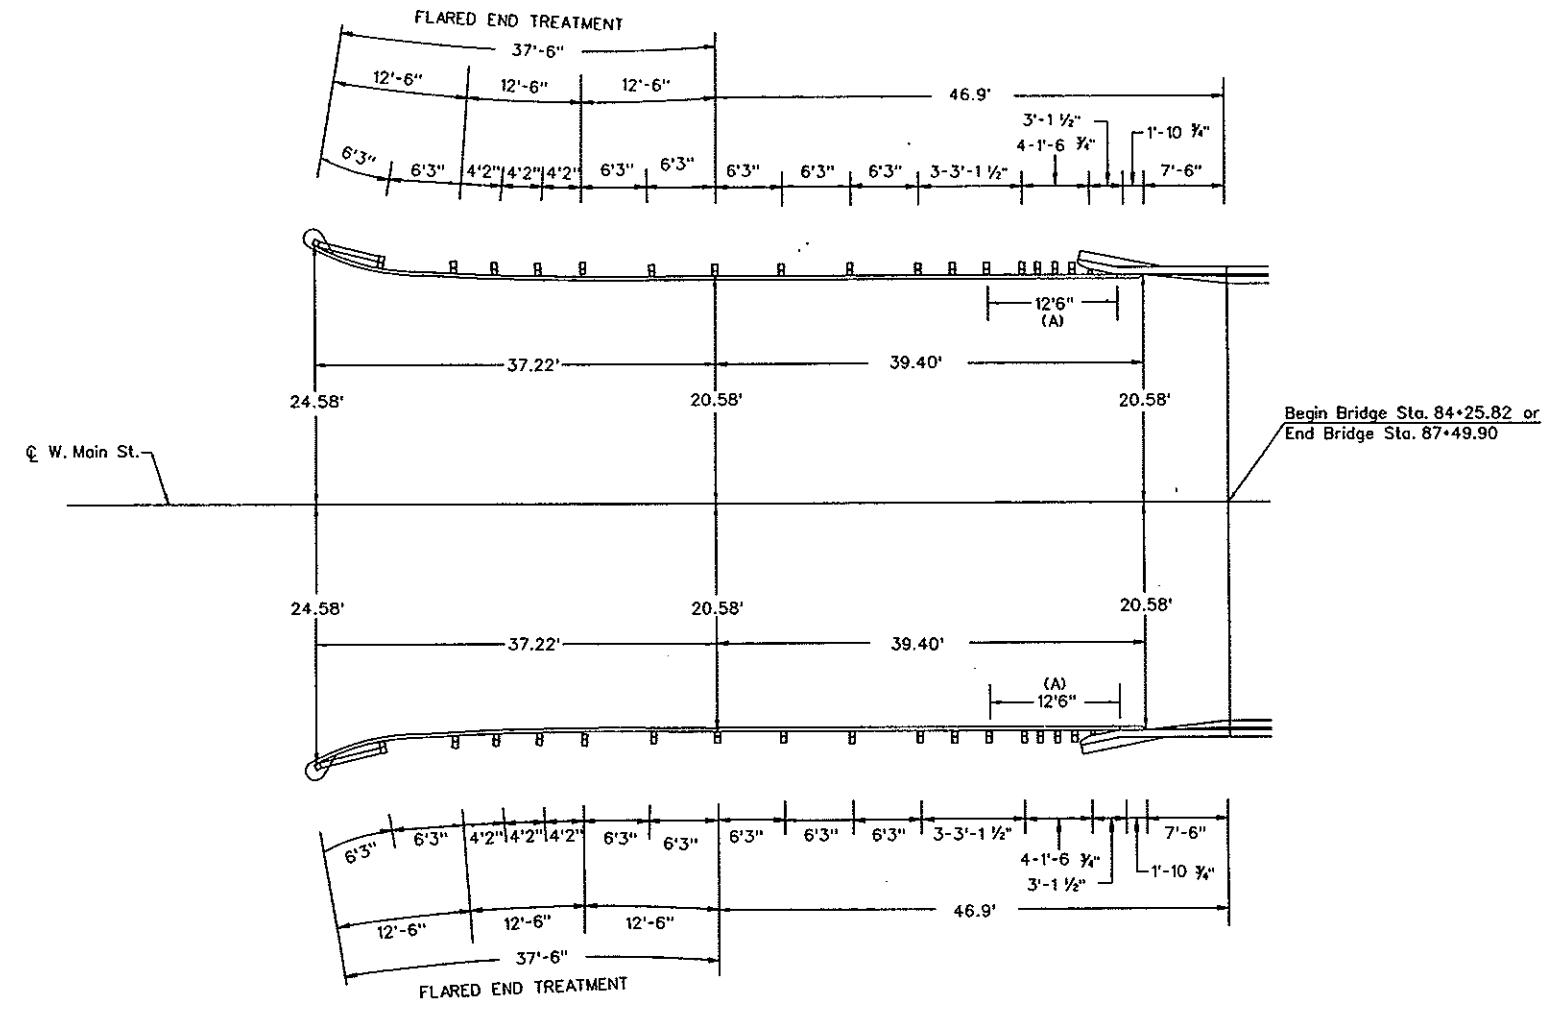 FLARED END TREATMENT
37'-6"
12'-6" 12'-6" 12'-6" 46.9'
3'-1 ½" 1'-10 ¾"
4-1'-6 ¾"
6'3" 6'3" 4'2" 4'2" 4'2" 6'3" 6'3" 6'3" 6'3" 6'3" 3-3'-1 ½" 7'-6"
12'6"
(A)
37.22' 39.40'
24.58' 20.58' 20.58'
Begin Bridge Sta. 84+25.82 or
End Bridge Sta. 87+49.90
℄ W. Main St.
24.58' 20.58' 20.58'
37.22' 39.40'
(A)
12'6"
6'3" 6'3" 4'2" 4'2" 4'2" 6'3" 6'3" 6'3" 6'3" 6'3" 3-3'-1 ½" 7'-6"
4-1'-6 ¾" 1'-10 ¾"
3'-1 ½"
12'-6" 12'-6" 12'-6" 46.9'
37'-6"
FLARED END TREATMENT